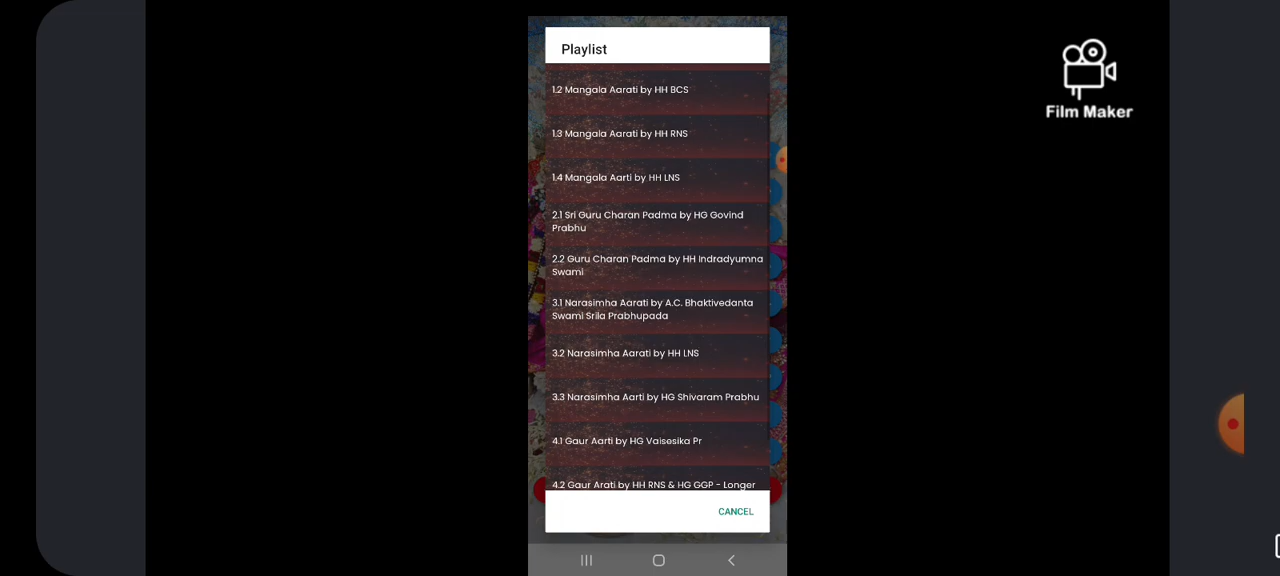 Playlist
1.2 Mangala Aarati by HH BCS
1.3 Mangala Aarati by HH RNS
1.4 Mangala Aarti by HH LNS
2.1 Sri Guru Charan Padma by HG Govind
Prabhu
2.2 Guru Charan Padma by HH Indradyumna
Swami
3.1 Narasimha Aarati by A.C. Bhaktivedanta
Swami Srila Prabhupada
3.2 Narasimha Aarati by HH LNS
3.3 Narasimha Aarti by HG Shivaram Prabhu
4.1 Gaur Aarti by HG Vaisesika Pr
4.2 Gaur Arati by HH RNS & HG GGP - Longer
CANCEL
Film Maker